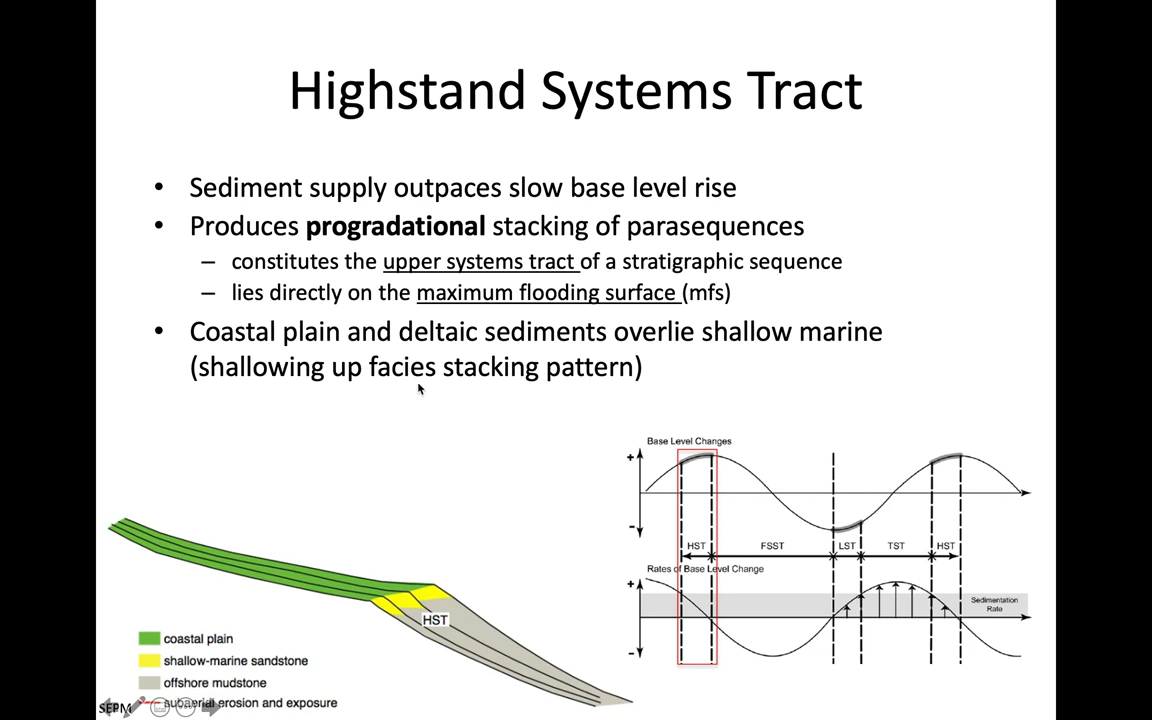 Highstand Systems Tract
• Sediment supply outpaces slow base level rise
• Produces progradational stacking of parasequences
– constitutes the upper systems tract of a stratigraphic sequence
– lies directly on the maximum flooding surface (mfs)
• Coastal plain and deltaic sediments overlie shallow marine
(shallowing up facies stacking pattern)
Base Level Changes
+
-
HST FSST LST TST HST
Rates of Base Level Change
+
Sedimentation
Rate
-
HST
coastal plain
shallow-marine sandstone
offshore mudstone
subaerial erosion and exposure
SEPM